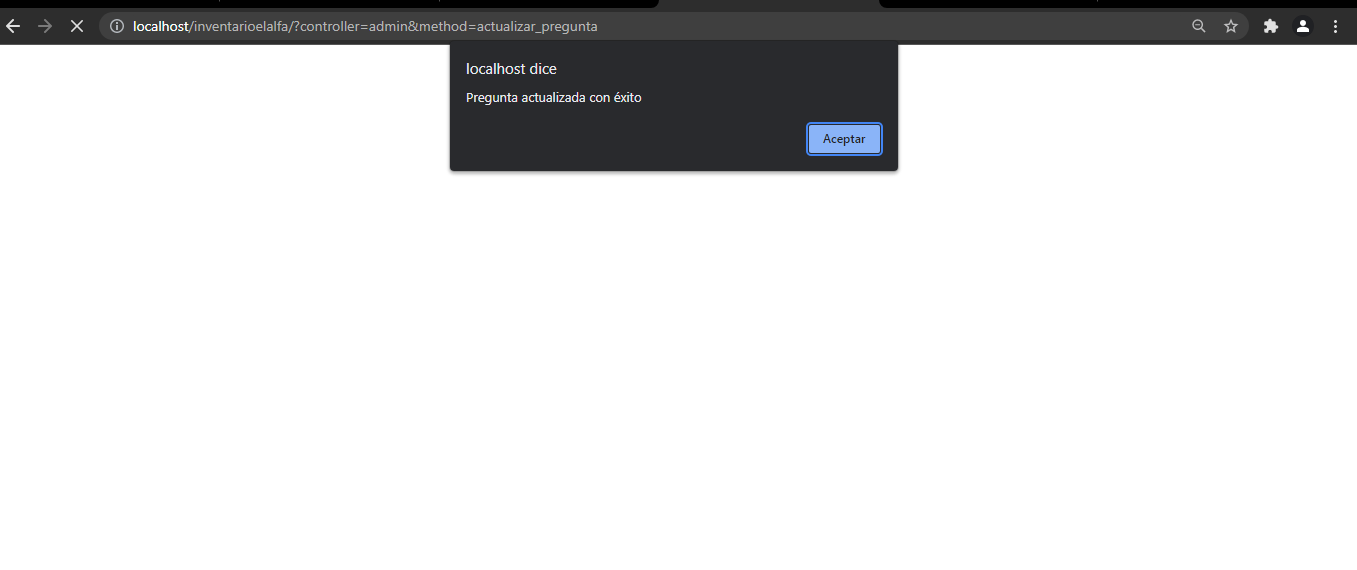 localhost/inventarioelalfa/?controller=admin&method=actualizar_pregunta
localhost dice
Pregunta actualizada con éxito
Aceptar